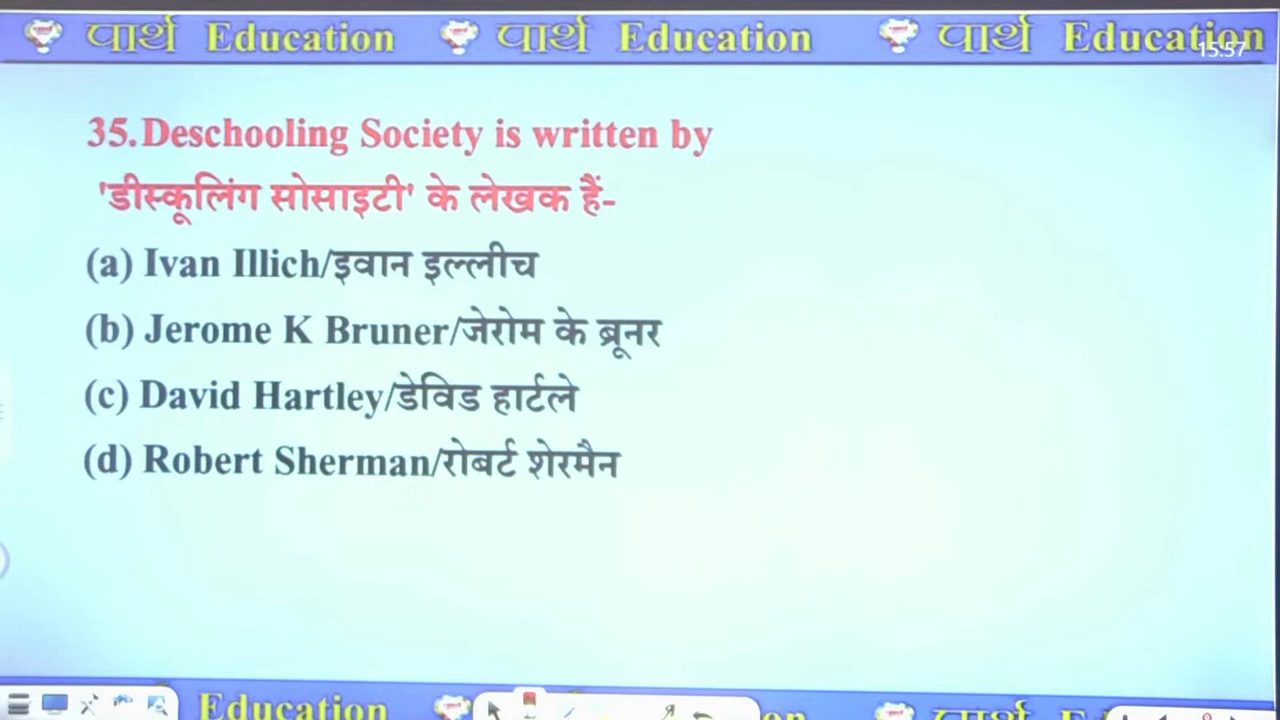 पार्थ Education पार्थ Education पार्थ Education
15:57
35.Deschooling Society is written by
'डीस्कूलिंग सोसाइटी' के लेखक हैं-
(a) Ivan Illich/इवान इल्लीच
(b) Jerome K Bruner/जेरोम के ब्रूनर
(c) David Hartley/डेविड हार्टले
(d) Robert Sherman/रोबर्ट शेरमैन
Education